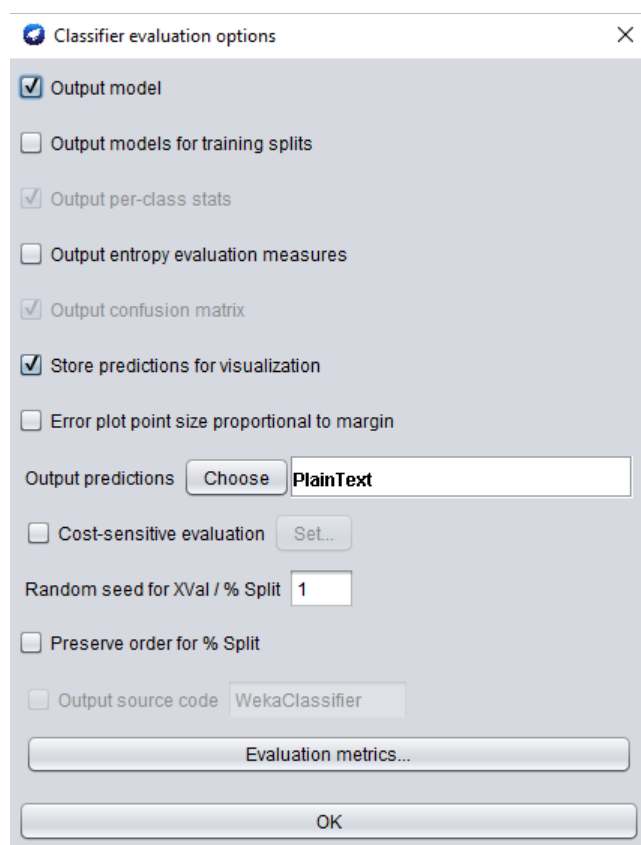 Classifier evaluation options
Output model
Output models for training splits
Output per-class stats
Output entropy evaluation measures
Output confusion matrix
Store predictions for visualization
Error plot point size proportional to margin
Output predictions Choose PlainText
Cost-sensitive evaluation Set...
Random seed for XVal / % Split 1
Preserve order for % Split
Output source code WekaClassifier
Evaluation metrics...
OK